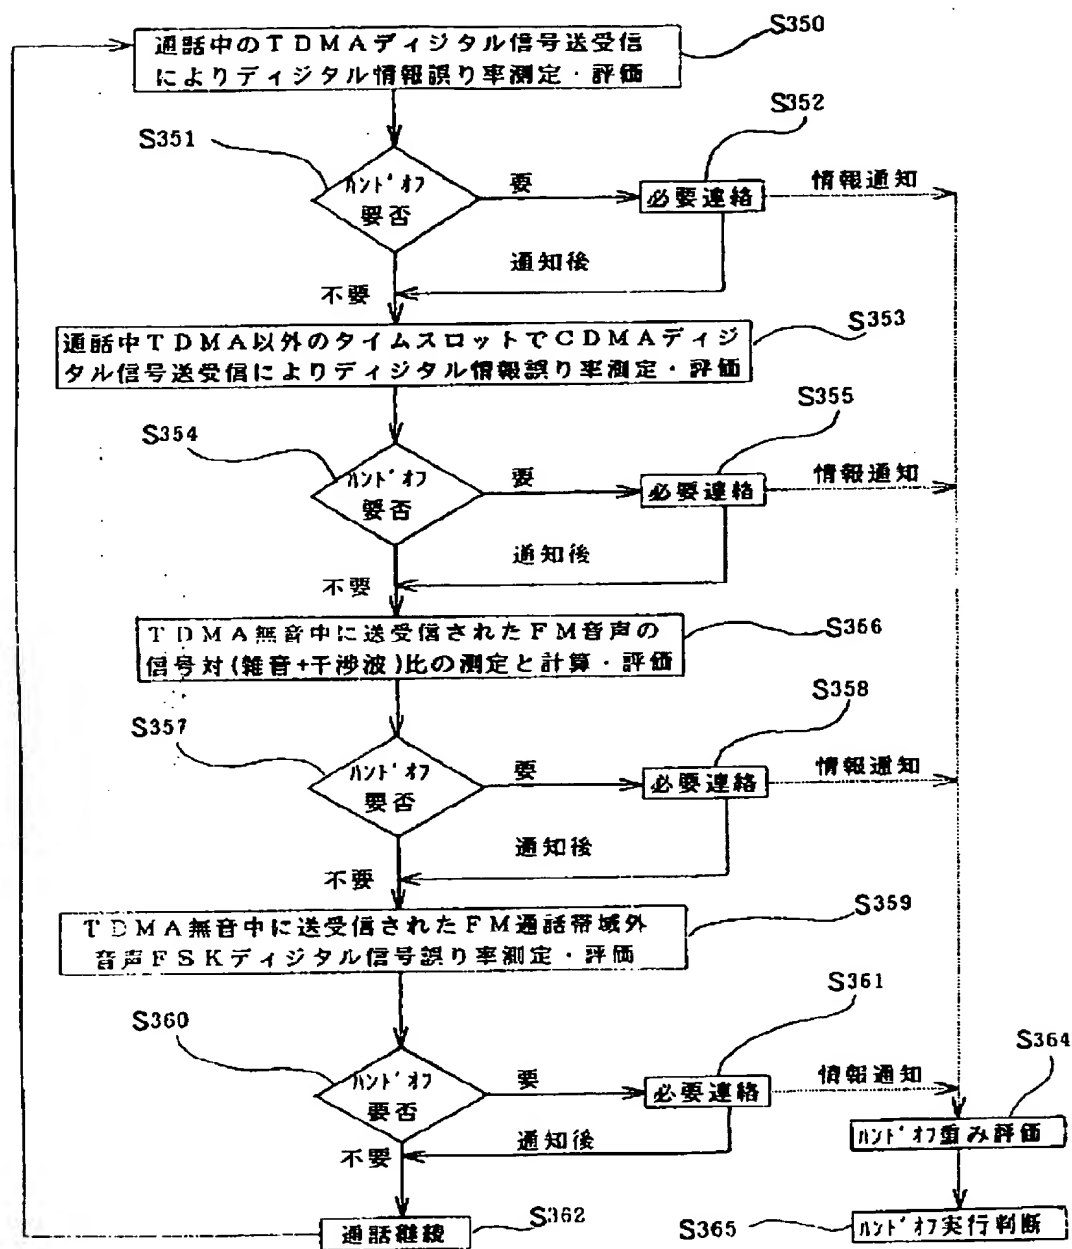 S350
通話中のTDMAディジタル信号送受信
によりディジタル情報誤り率測定・評価
S351
ハンドオフ
要否
要
S352
必要連絡
情報通知
通知後
不要
S353
通話中TDMA以外のタイムスロットでCDMAディジ
タル信号送受信によりディジタル情報誤り率測定・評価
S354
ハンドオフ
要否
要
S355
必要連絡
情報通知
通知後
不要
S356
TDMA無音中に送受信されたFM音声の
信号対(雑音+干渉波)比の測定と計算・評価
S357
ハンドオフ
要否
要
S358
必要連絡
情報通知
通知後
不要
S359
TDMA無音中に送受信されたFM通話帯域外
音声FSKディジタル信号誤り率測定・評価
S360
ハンドオフ
要否
要
S361
必要連絡
情報通知
通知後
不要
S364
ハンドオフ重み評価
S362
通話継続
S365
ハンドオフ実行判断